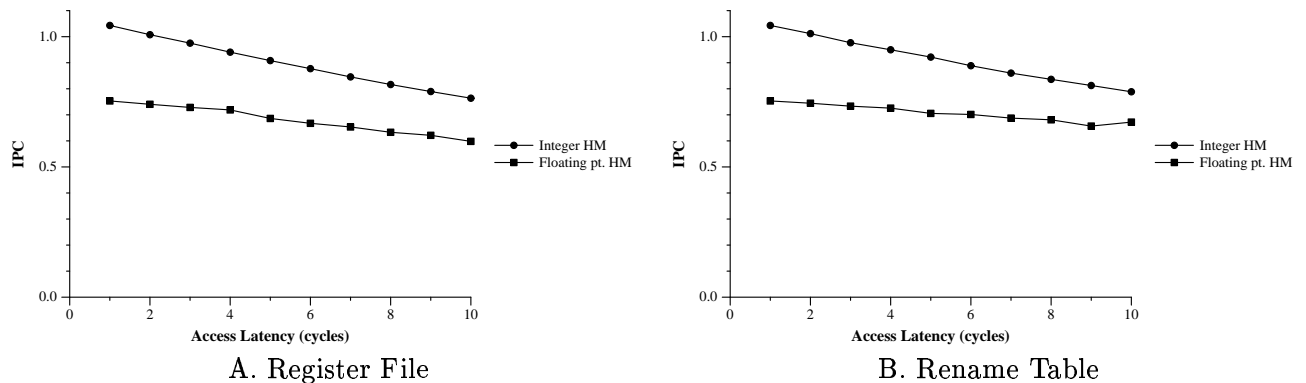 1.0
0.5
0.0
IPC
0 2 4 6 8 10
Access Latency (cycles)
Integer HM
Floating pt. HM
A. Register File
1.0
0.5
0.0
IPC
0 2 4 6 8 10
Access Latency (cycles)
Integer HM
Floating pt. HM
B. Rename Table